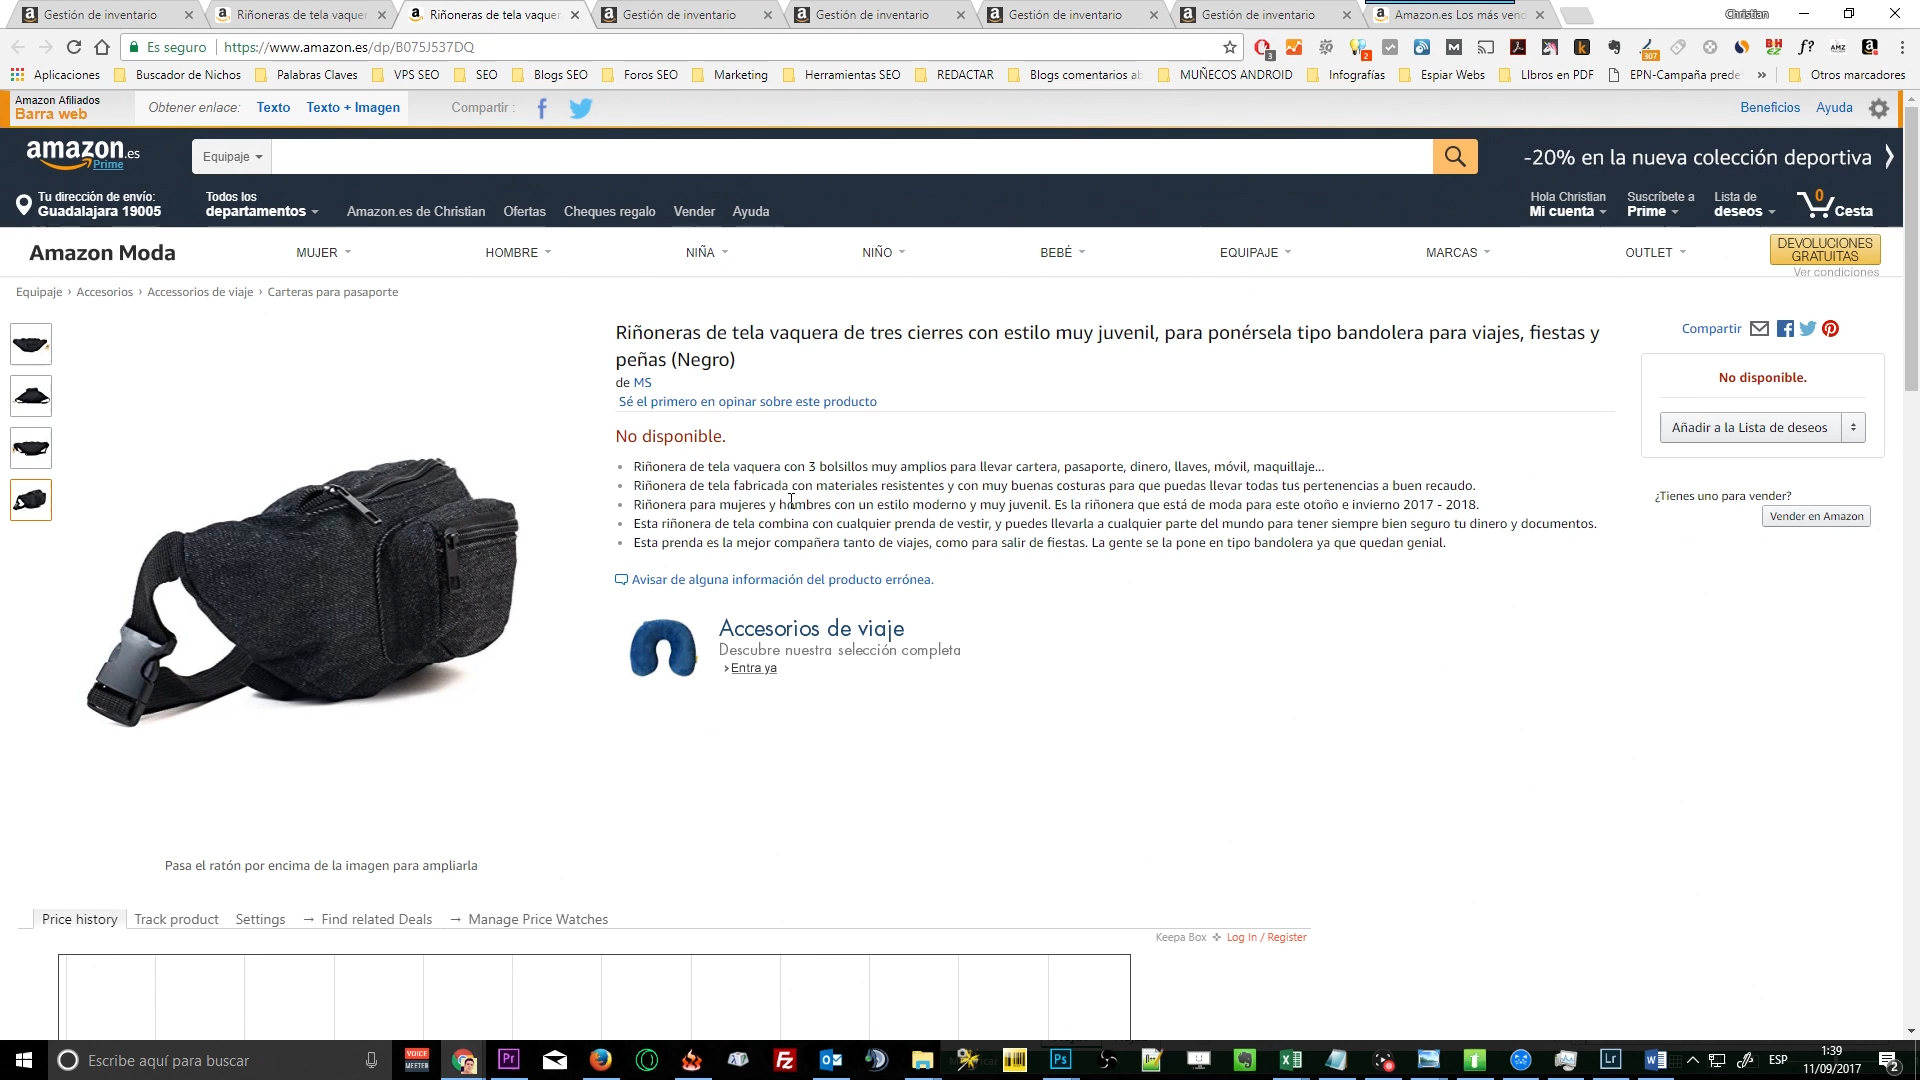 Gestión de inventario
Riñoneras de tela vaquer
Riñoneras de tela vaquer
Gestión de inventario
Gestión de inventario
Gestión de inventario
Gestión de inventario
Amazon.es Los más vend
Christian
Es seguro
https://www.amazon.es/dp/B075J537DQ
Aplicaciones
Buscador de Nichos
Palabras Claves
VPS SEO
SEO
Blogs SEO
Foros SEO
Marketing
Herramientas SEO
REDACTAR
Blogs comentarios ab
MUÑECOS ANDROID
Infografías
Espiar Webs
LIbros en PDF
EPN-Campaña prede
»
Otros marcadores
Amazon Afiliados
Barra web
Obtener enlace:
Texto
Texto + Imagen
Compartir :
Beneficios
Ayuda
amazon.es
Prime
Equipaje
-20% en la nueva colección deportiva
Tu dirección de envío:
Guadalajara 19005
Todos los
departamentos
Amazon.es de Christian
Ofertas
Cheques regalo
Vender
Ayuda
Hola Christian
Mi cuenta
Suscríbete a
Prime
Lista de
deseos
0
Cesta
Amazon Moda
MUJER
HOMBRE
NIÑA
NIÑO
BEBÉ
EQUIPAJE
MARCAS
OUTLET
DEVOLUCIONES
GRATUITAS
Ver condiciones
Equipaje › Accesorios › Accessorios de viaje › Carteras para pasaporte
Riñoneras de tela vaquera de tres cierres con estilo muy juvenil, para ponérsela tipo bandolera para viajes, fiestas y
peñas (Negro)
de MS
Sé el primero en opinar sobre este producto
Compartir
No disponible.
Añadir a la Lista de deseos
¿Tienes uno para vender?
Vender en Amazon
No disponible.
• Riñonera de tela vaquera con 3 bolsillos muy amplios para llevar cartera, pasaporte, dinero, llaves, móvil, maquillaje...
• Riñonera de tela fabricada con materiales resistentes y con muy buenas costuras para que puedas llevar todas tus pertenencias a buen recaudo.
• Riñonera para mujeres y hombres con un estilo moderno y muy juvenil. Es la riñonera que está de moda para este otoño e invierno 2017 - 2018.
• Esta riñonera de tela combina con cualquier prenda de vestir, y puedes llevarla a cualquier parte del mundo para tener siempre bien seguro tu dinero y documentos.
• Esta prenda es la mejor compañera tanto de viajes, como para salir de fiestas. La gente se la pone en tipo bandolera ya que quedan genial.
Avisar de alguna información del producto errónea.
Accesorios de viaje
Descubre nuestra selección completa
› Entra ya
Pasa el ratón por encima de la imagen para ampliarla
Price history
Track product
Settings
→ Find related Deals
→ Manage Price Watches
Keepa Box
Log In / Register
Escribe aquí para buscar
VOICE
MEETER
Pr
Ps
Lr
ESP
1:39
11/09/2017
2